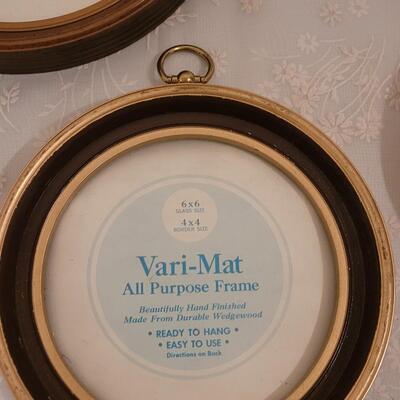 6x6
GLASS SIZE
4x4
BORDER SIZE
Vari-Mat
All Purpose Frame
Beautifully Hand Finished
Made From Durable Wedgewood
• READY TO HANG •
• EASY TO USE •
Directions on Back